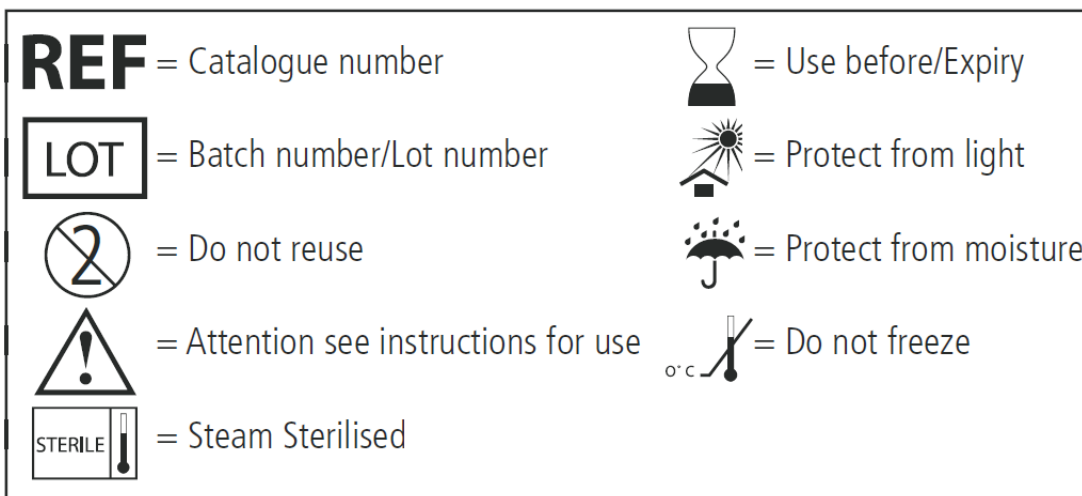 REF = Catalogue number
LOT = Batch number/Lot number
2 = Do not reuse
! = Attention see instructions for use
STERILE = Steam Sterilised
= Use before/Expiry
= Protect from light
= Protect from moisture
0°C = Do not freeze